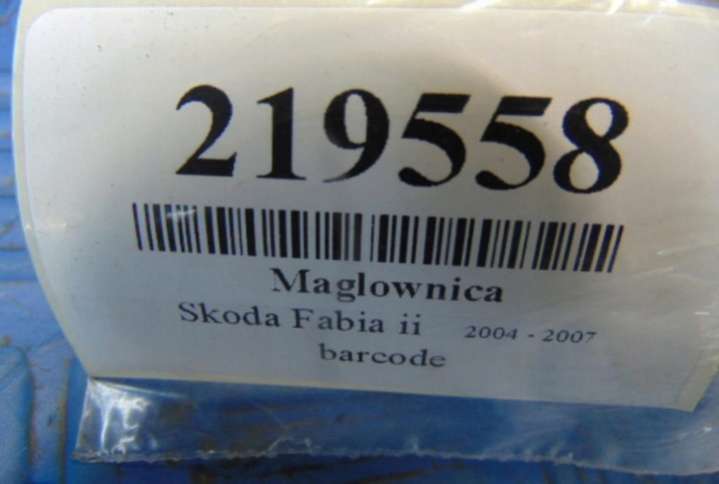 219558
Maglownica
Skoda Fabia ii 2004 - 2007
barcode